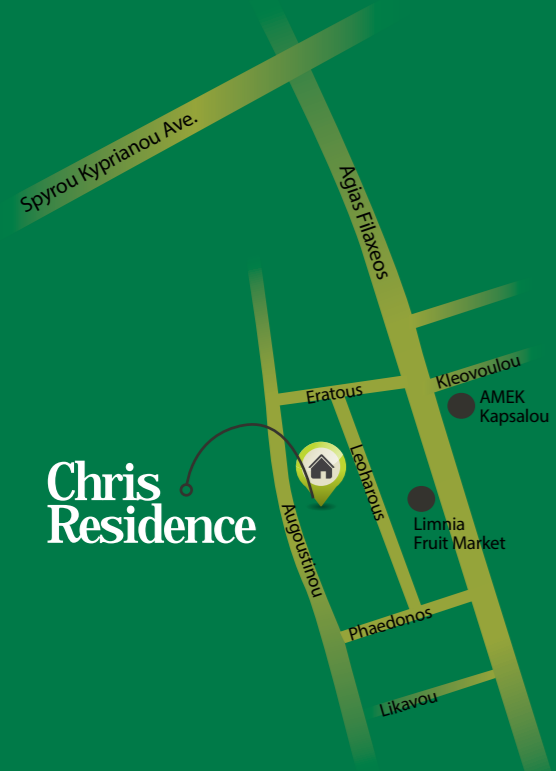 Spyrou Kyprianou Ave.
Agias Filaxeos
Kleovoulou
Eratous
AMEK
Kapsalou
Leoharous
Chris
Residence
Augoustinou
Limnia
Fruit Market
Phaedonos
Likavou